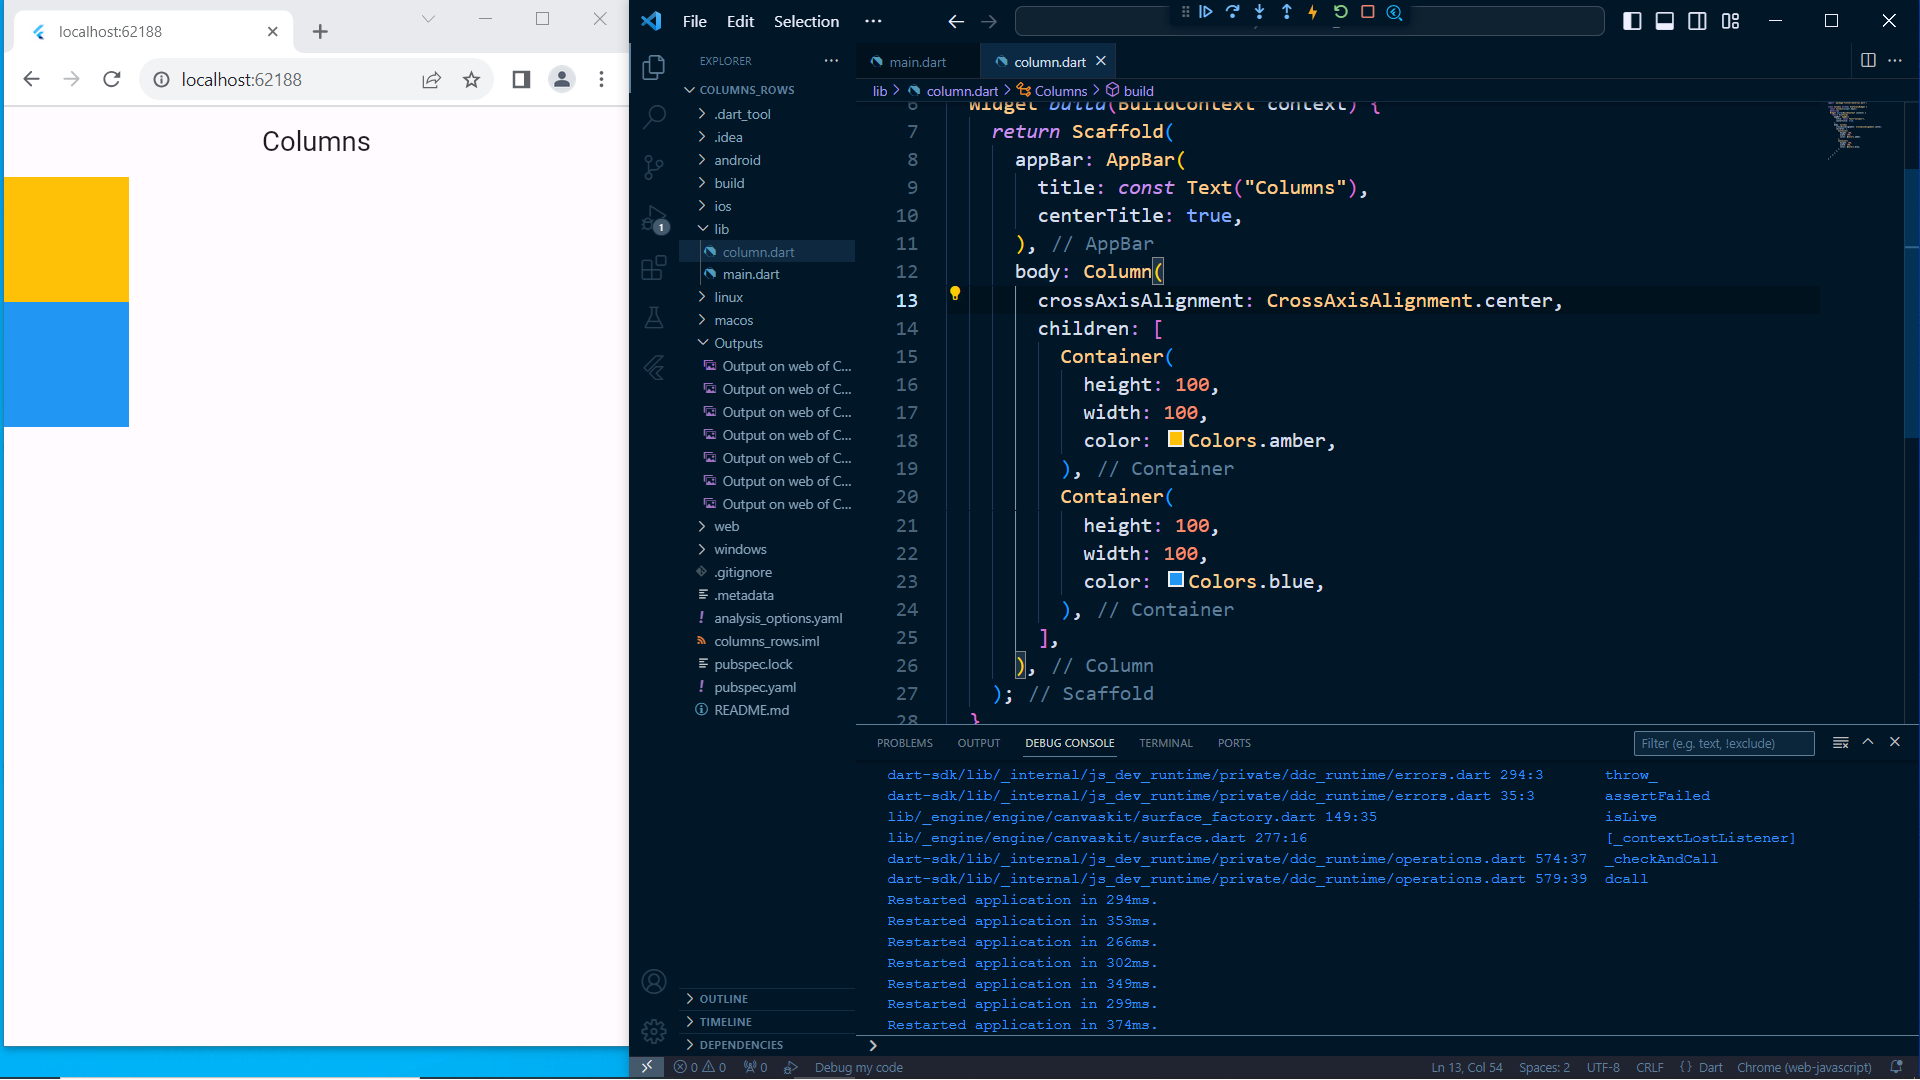 localhost:62188
localhost:62188
Columns
File Edit Selection ···
EXPLORER
COLUMNS_ROWS
.dart_tool
.idea
android
build
ios
lib
column.dart
main.dart
linux
macos
Outputs
Output on web of C...
Output on web of C...
Output on web of C...
Output on web of C...
Output on web of C...
Output on web of C...
Output on web of C...
web
windows
.gitignore
.metadata
analysis_options.yaml
columns_rows.iml
pubspec.lock
pubspec.yaml
README.md
OUTLINE
TIMELINE
DEPENDENCIES
1
main.dart column.dart
lib > column.dart > Columns > build
6 Widget build(BuildContext context) {
7 return Scaffold(
8 appBar: AppBar(
9 title: const Text("Columns"),
10 centerTitle: true,
11 ), // AppBar
12 body: Column(
13 crossAxisAlignment: CrossAxisAlignment.center,
14 children: [
15 Container(
16 height: 100,
17 width: 100,
18 color: Colors.amber,
19 ), // Container
20 Container(
21 height: 100,
22 width: 100,
23 color: Colors.blue,
24 ), // Container
25 ],
26 ), // Column
27 ); // Scaffold
28 }
PROBLEMS OUTPUT DEBUG CONSOLE TERMINAL PORTS
Filter (e.g. text, !exclude)
dart-sdk/lib/_internal/js_dev_runtime/private/ddc_runtime/errors.dart 294:3 throw_
dart-sdk/lib/_internal/js_dev_runtime/private/ddc_runtime/errors.dart 35:3 assertFailed
lib/_engine/engine/canvaskit/surface_factory.dart 149:35 isLive
lib/_engine/engine/canvaskit/surface.dart 277:16 [_contextLostListener]
dart-sdk/lib/_internal/js_dev_runtime/private/ddc_runtime/operations.dart 574:37 _checkAndCall
dart-sdk/lib/_internal/js_dev_runtime/private/ddc_runtime/operations.dart 579:39 dcall
Restarted application in 294ms.
Restarted application in 353ms.
Restarted application in 266ms.
Restarted application in 302ms.
Restarted application in 349ms.
Restarted application in 299ms.
Restarted application in 374ms.
0 0 0 Debug my code Ln 13, Col 54 Spaces: 2 UTF-8 CRLF {} Dart Chrome (web-javascript)